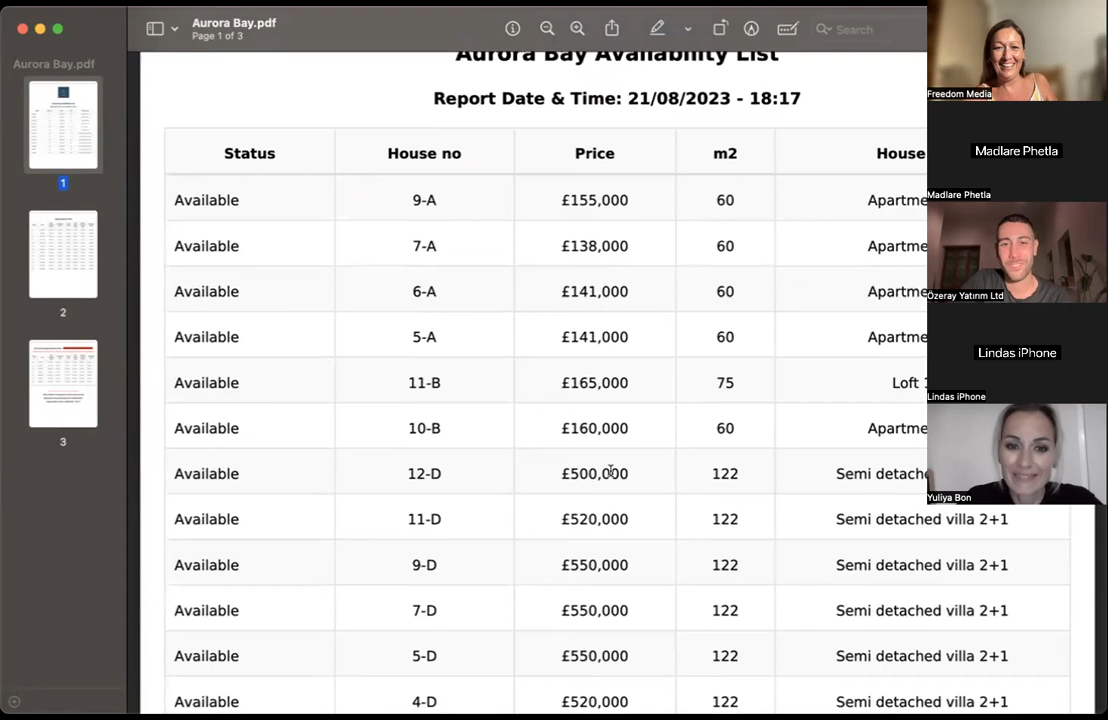 Aurora Bay.pdf
Page 1 of 3
Search
Aurora Bay.pdf
1
2
3
Aurora Bay Availability List
Report Date & Time: 21/08/2023 - 18:17
Status House no Price m2 House
Available 9-A £155,000 60 Apartme
Available 7-A £138,000 60 Apartme
Available 6-A £141,000 60 Apartme
Available 5-A £141,000 60 Apartme
Available 11-B £165,000 75 Loft
Available 10-B £160,000 60 Apartme
Available 12-D £500,000 122 Semi detache
Available 11-D £520,000 122 Semi detached villa 2+1
Available 9-D £550,000 122 Semi detached villa 2+1
Available 7-D £550,000 122 Semi detached villa 2+1
Available 5-D £550,000 122 Semi detached villa 2+1
Available 4-D £520,000 122 Semi detached villa 2+1
Freedom Media
Madlare Phetla
Madlare Phetla
Özeray Yatırım Ltd
Lindas iPhone
Lindas iPhone
Yuliya Bon